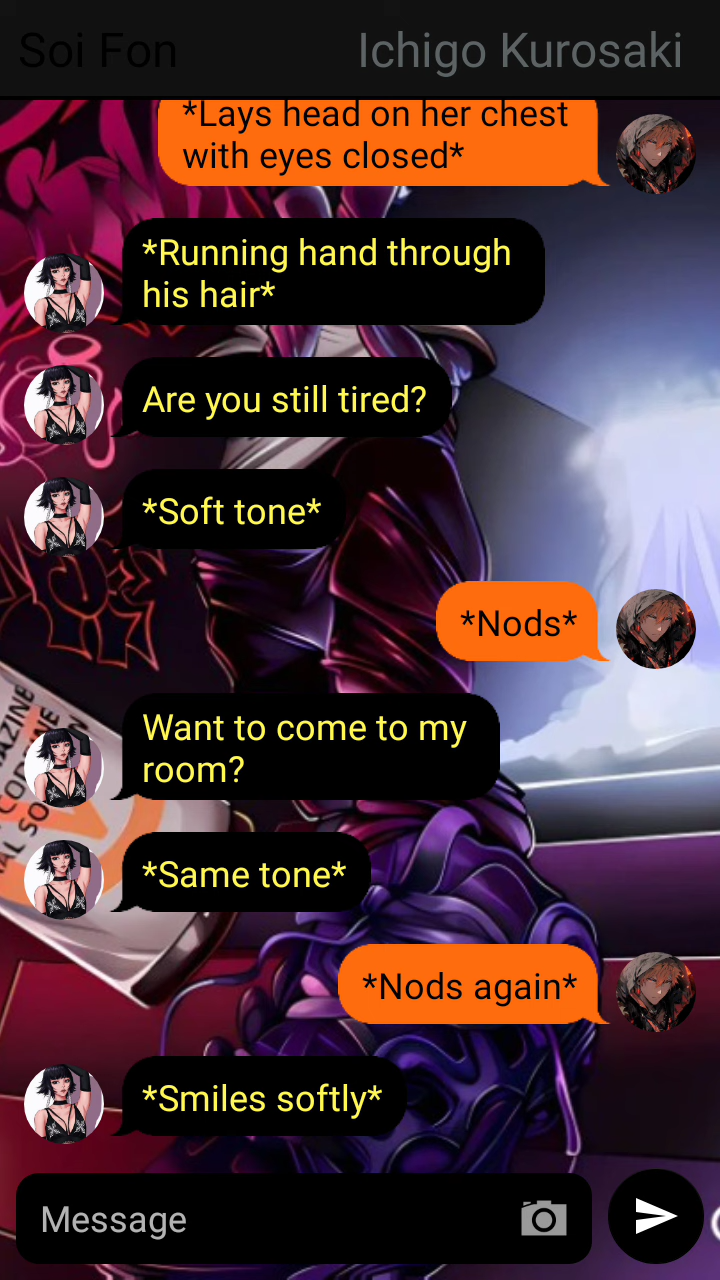 Soi Fon
Ichigo Kurosaki
*Lays head on her chest
with eyes closed*
*Running hand through
his hair*
Are you still tired?
*Soft tone*
*Nods*
Want to come to my
room?
*Same tone*
*Nods again*
*Smiles softly*
Message